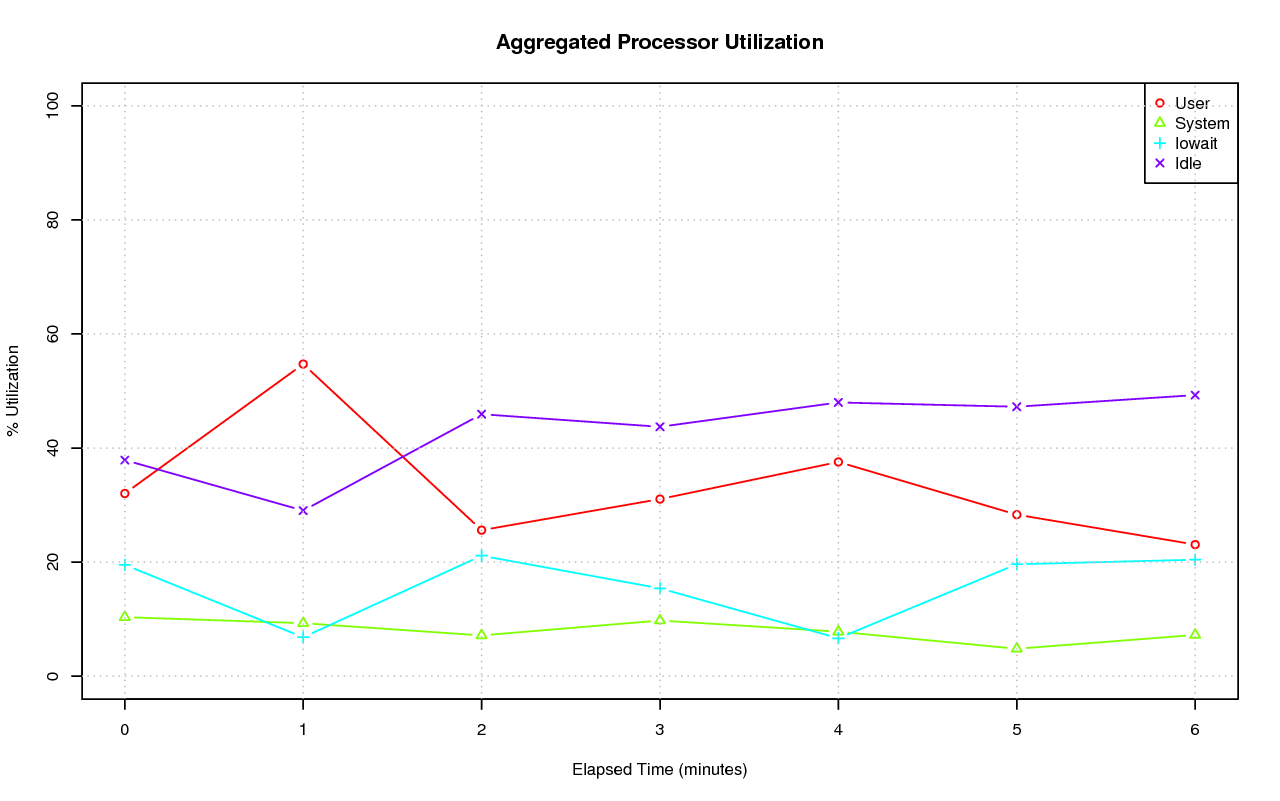 Aggregated Processor Utilization
User
System
Iowait
Idle
% Utilization
100
80
60
40
20
0
0 1 2 3 4 5 6
Elapsed Time (minutes)